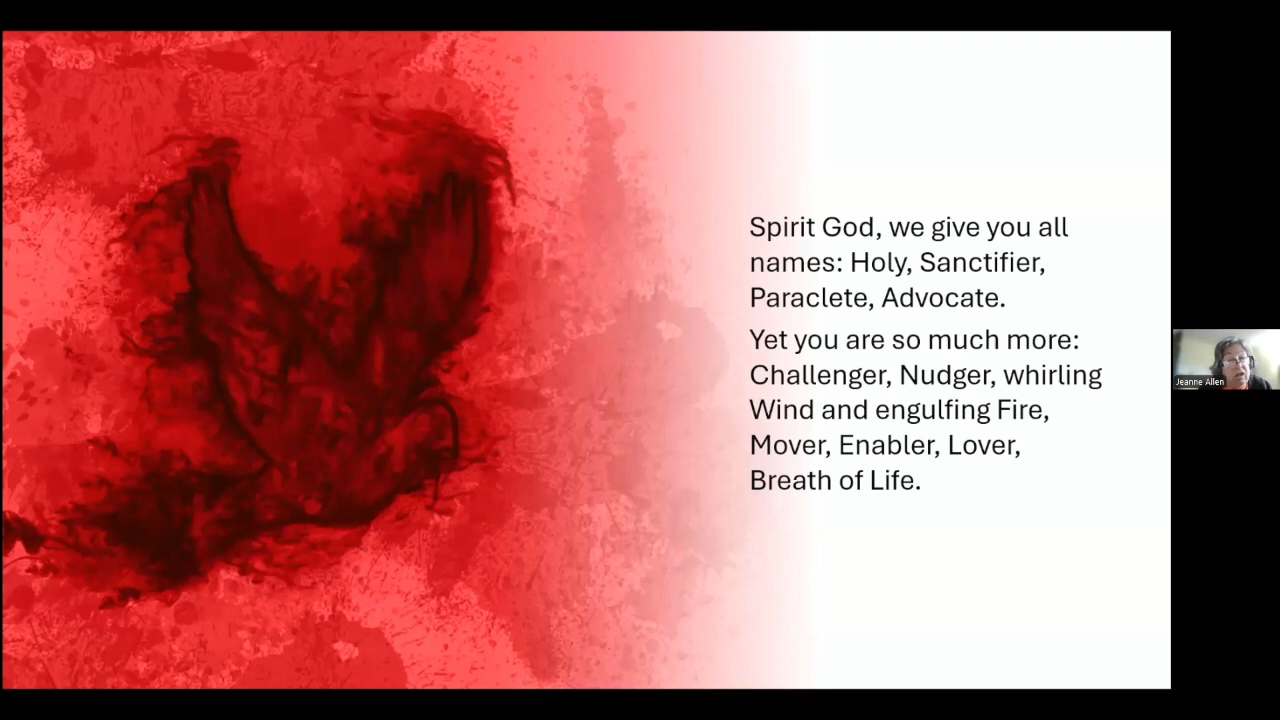 Spirit God, we give you all
names: Holy, Sanctifier,
Paraclete, Advocate.
Yet you are so much more:
Challenger, Nudger, whirling
Wind and engulfing Fire,
Mover, Enabler, Lover,
Breath of Life.
Jeanne Allen